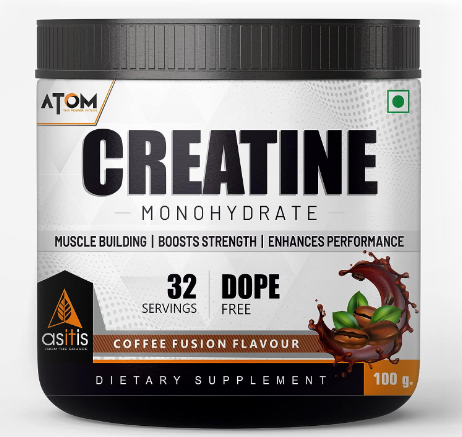 ATOM
CREATINE
MONOHYDRATE
MUSCLE BUILDING | BOOSTS STRENGTH | ENHANCES PERFORMANCE
32 SERVINGS
DOPE FREE
asitis
COFFEE FUSION FLAVOUR
DIETARY SUPPLEMENT
100 g.